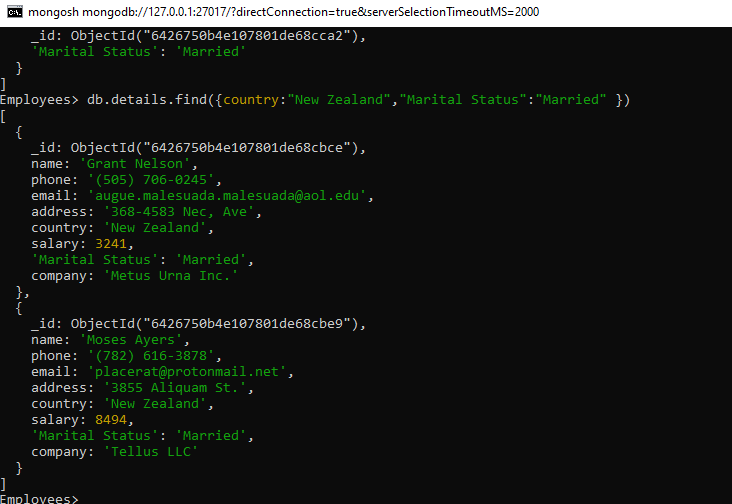 mongosh mongodb://127.0.0.1:27017/?directConnection=true&serverSelectionTimeoutMS=2000
    _id: ObjectId("6426750b4e107801de68cca2"),
    'Marital Status': 'Married'
  }
]
Employees> db.details.find({country:"New Zealand","Marital Status":"Married" })
[
  {
    _id: ObjectId("6426750b4e107801de68cbce"),
    name: 'Grant Nelson',
    phone: '(505) 706-0245',
    email: 'augue.malesuada.malesuada@aol.edu',
    address: '368-4583 Nec, Ave',
    country: 'New Zealand',
    salary: 3241,
    'Marital Status': 'Married',
    company: 'Metus Urna Inc.'
  },
  {
    _id: ObjectId("6426750b4e107801de68cbe9"),
    name: 'Moses Ayers',
    phone: '(782) 616-3878',
    email: 'placerat@protonmail.net',
    address: '3855 Aliquam St.',
    country: 'New Zealand',
    salary: 8494,
    'Marital Status': 'Married',
    company: 'Tellus LLC'
  }
]
Employees>